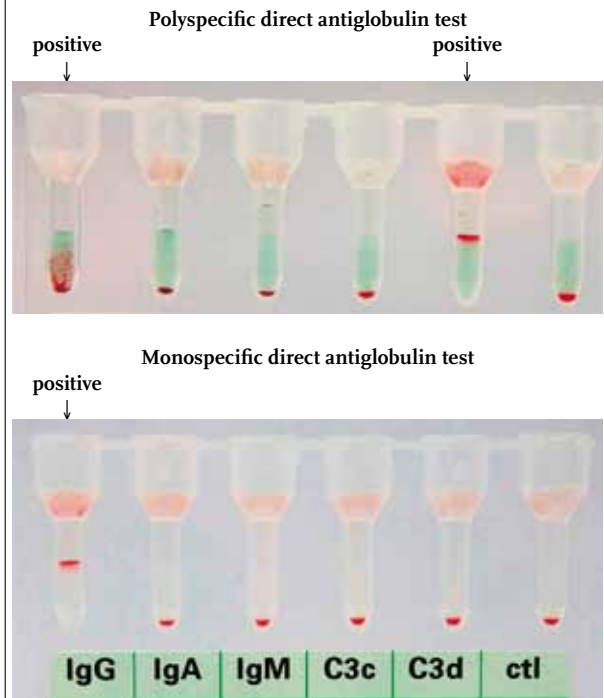 Polyspecific direct antiglobulin test
positive positive
Monospecific direct antiglobulin test
positive
IgG IgA IgM C3c C3d ctl